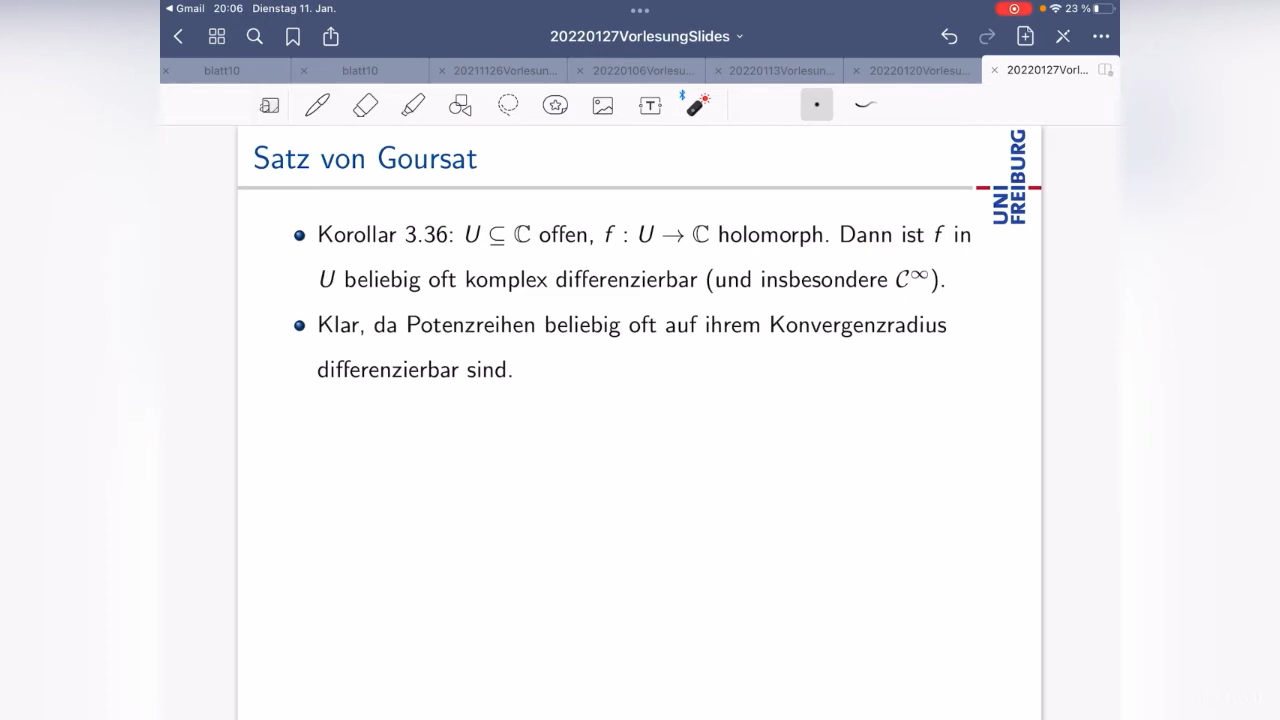 Gmail 20:06 Dienstag 11. Jan. 23 %
20220127VorlesungSlides
blatt10 blatt10 20211126Vorlesun... 20220106Vorlesu... 20220113Vorlesun... 20220120Vorlesu... 20220127Vorl...
T
Satz von Goursat
UNI
FREIBURG
Korollar 3.36: U ⊆ ℂ offen, f : U → ℂ holomorph. Dann ist f in
U beliebig oft komplex differenzierbar (und insbesondere 𝒞^∞).
Klar, da Potenzreihen beliebig oft auf ihrem Konvergenzradius
differenzierbar sind.